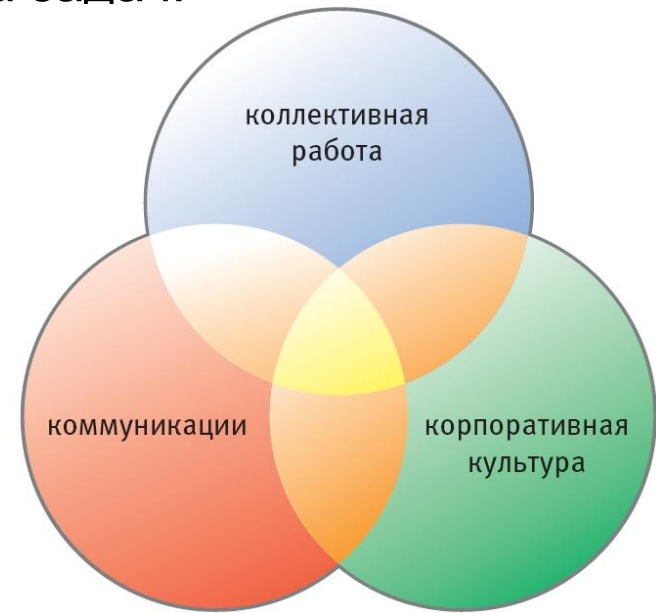 коллективная
работа
коммуникации
корпоративная
культура